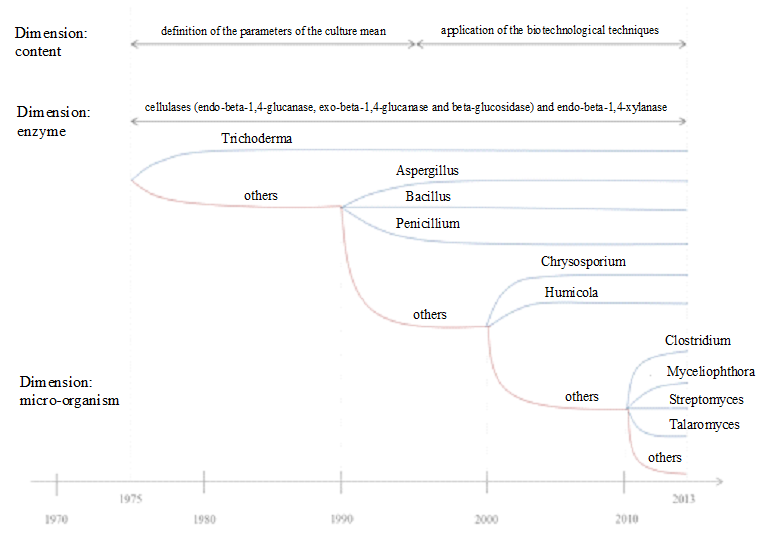 Dimension:
content
definition of the parameters of the culture mean
application of the biotechnological techniques
Dimension:
enzyme
cellulases (endo-beta-1,4-glucanase, exo-beta-1,4-glucanase and beta-glucosidase) and endo-beta-1,4-xylanase
Trichoderma
others
Aspergillus
Bacillus
Penicillium
others
Chrysosporium
Humicola
others
Clostridium
Myceliophthora
Streptomyces
Talaromyces
others
Dimension:
micro-organism
1975
2013
1970
1980
1990
2000
2010